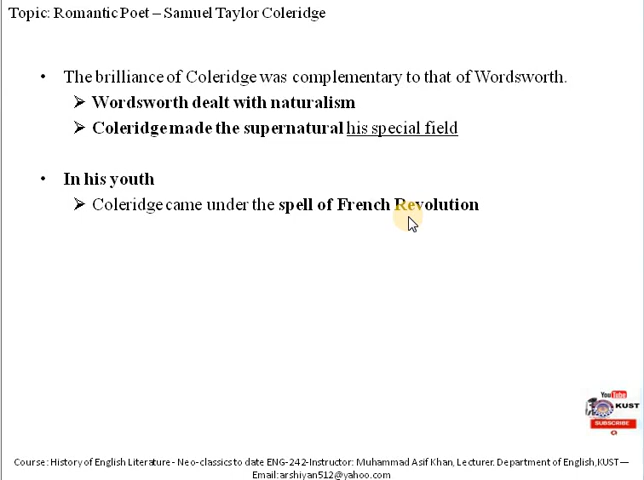 Topic: Romantic Poet – Samuel Taylor Coleridge
• The brilliance of Coleridge was complementary to that of Wordsworth.
➢ Wordsworth dealt with naturalism
➢ Coleridge made the supernatural his special field
• In his youth
➢ Coleridge came under the spell of French Revolution
YouTube
KUST
SUBSCRIBE
Course: History of English Literature - Neo-classics to date ENG-242-Instructor: Muhammad Asif Khan, Lecturer. Department of English,KUST—
Email:arshiyan512@yahoo.com